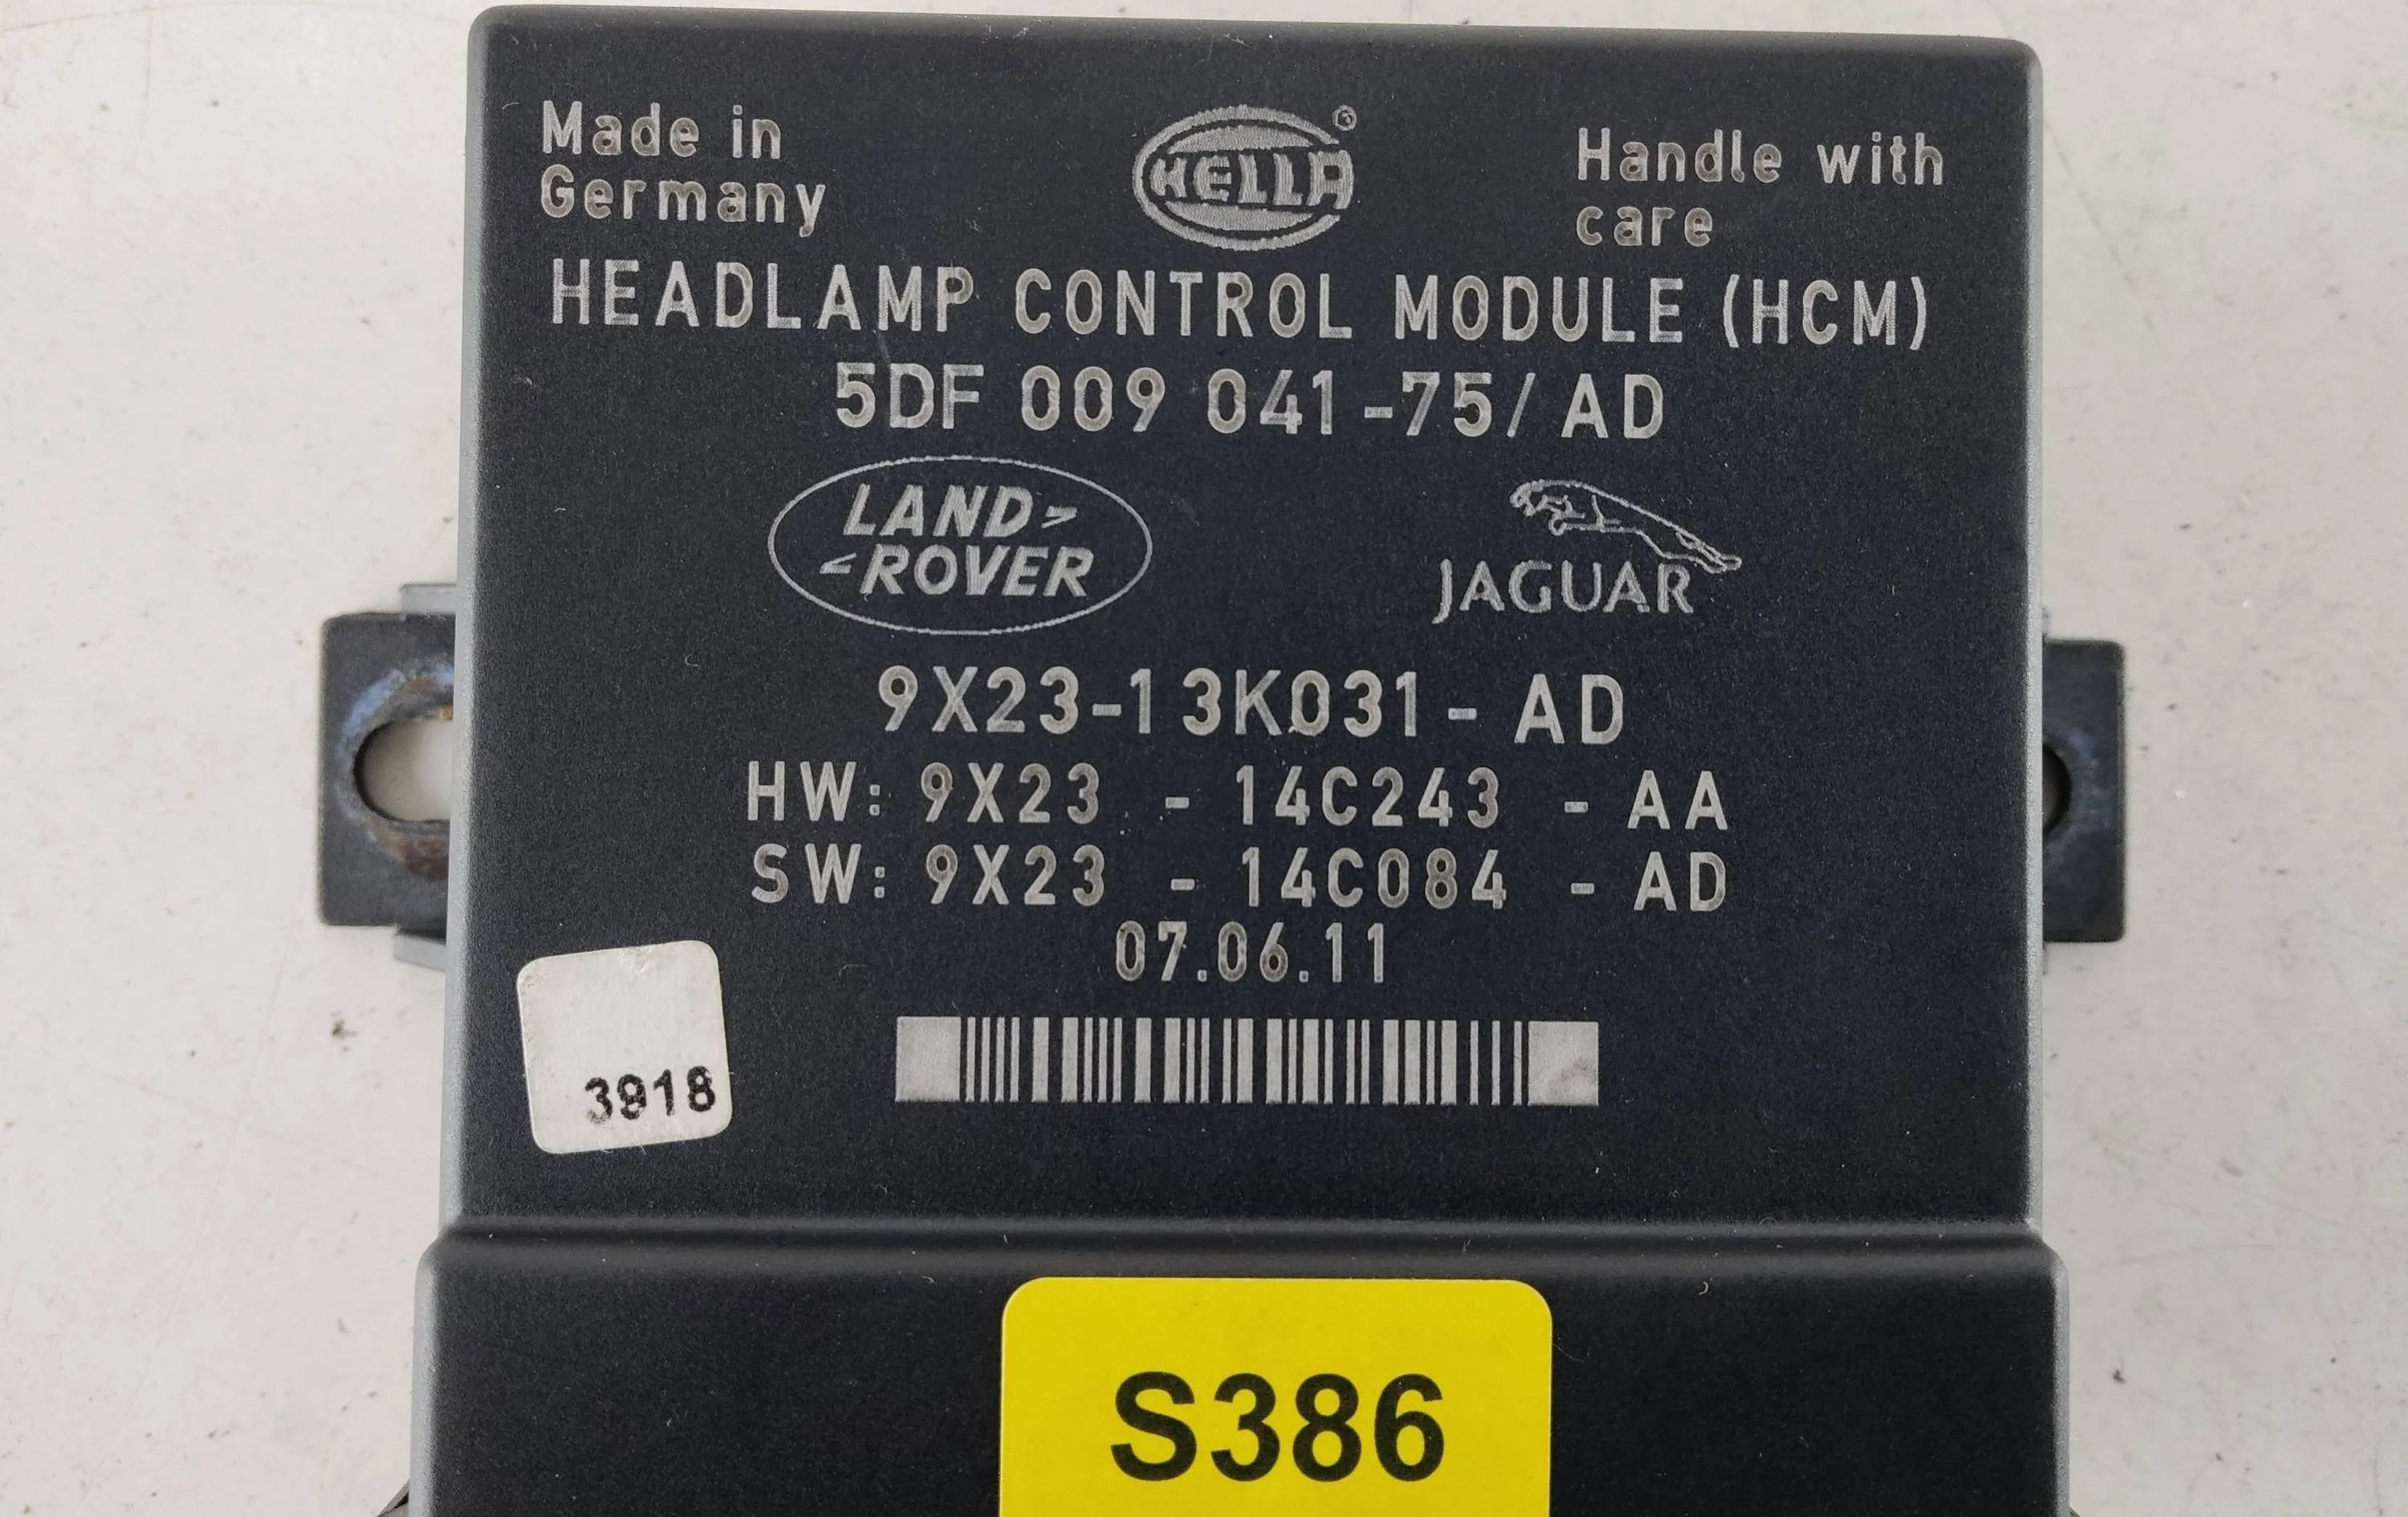 Made in
Germany
HELLA®
Handle with
care
HEADLAMP CONTROL MODULE (HCM)
5DF 009 041-75/AD
LAND
ROVER
JAGUAR
9X23-13K031-AD
HW: 9X23 - 14C243 - AA
SW: 9X23 - 14C084 - AD
07.06.11
3918
S386